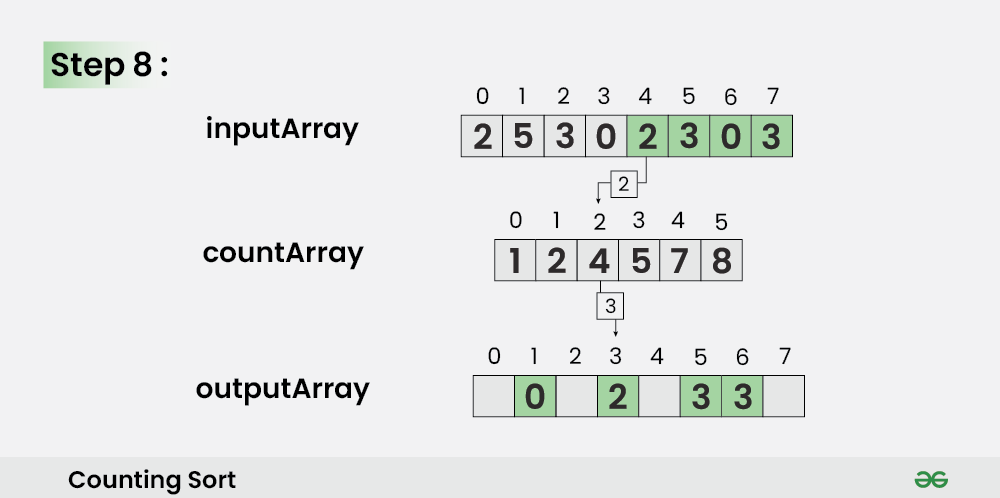 Step 8 :
0 1 2 3 4 5 6 7
inputArray 2 5 3 0 2 3 0 3
2
0 1 2 3 4 5
countArray 1 2 4 5 7 8
3
0 1 2 3 4 5 6 7
outputArray 0 2 3 3
Counting Sort